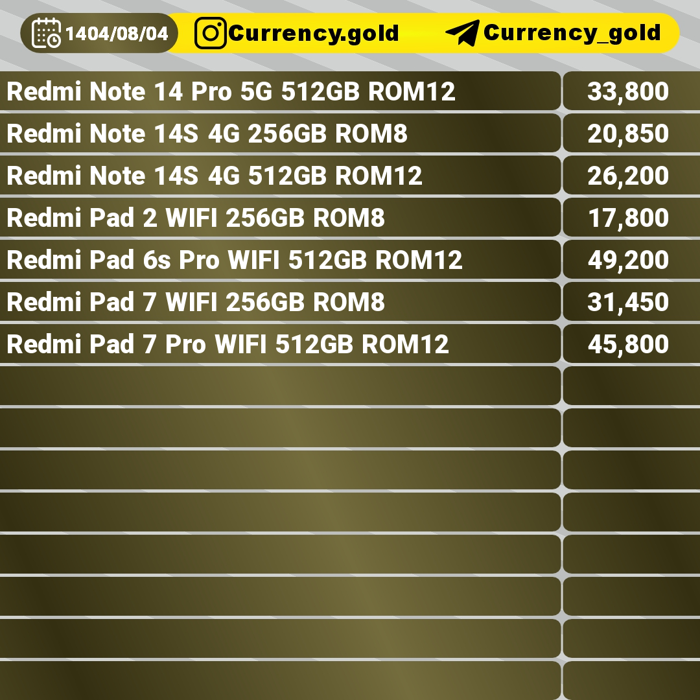 1404/08/04 Currency.gold Currency_gold
Redmi Note 14 Pro 5G 512GB ROM12 33,800
Redmi Note 14S 4G 256GB ROM8 20,850
Redmi Note 14S 4G 512GB ROM12 26,200
Redmi Pad 2 WIFI 256GB ROM8 17,800
Redmi Pad 6s Pro WIFI 512GB ROM12 49,200
Redmi Pad 7 WIFI 256GB ROM8 31,450
Redmi Pad 7 Pro WIFI 512GB ROM12 45,800